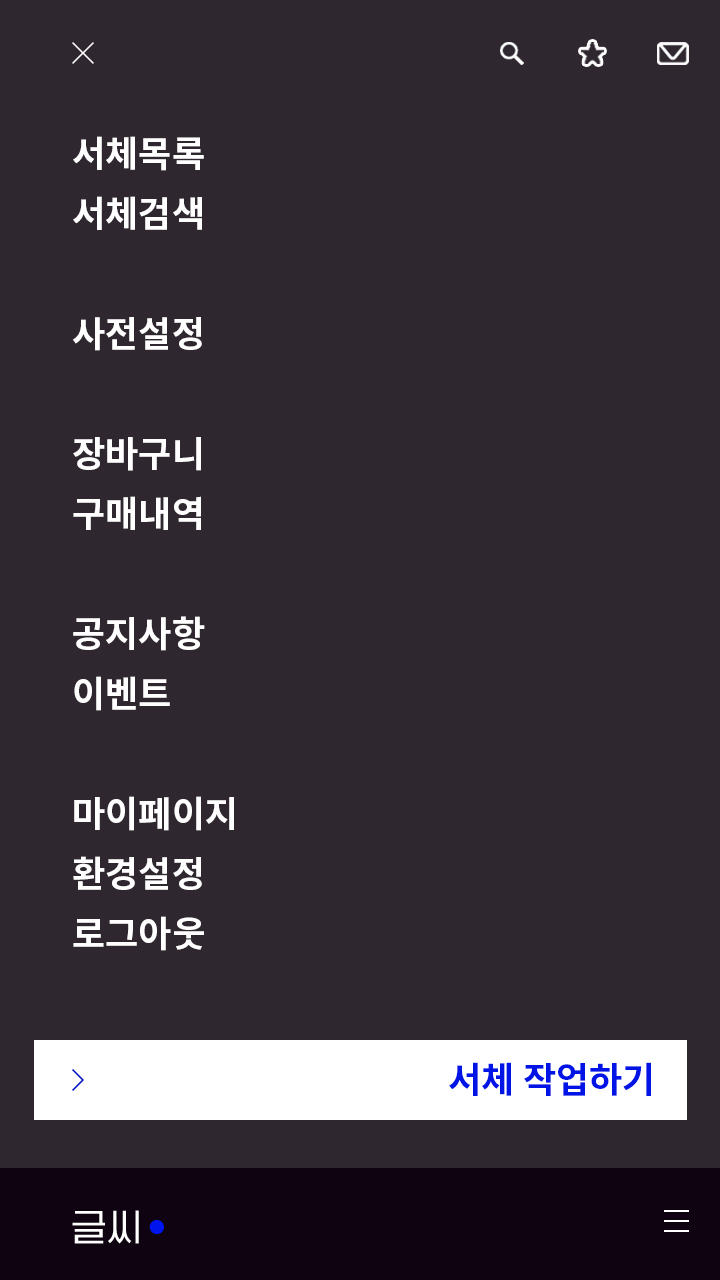 서체목록
서체검색
사전설정
장바구니
구매내역
공지사항
이벤트
마이페이지
환경설정
로그아웃
서체 작업하기
글씨